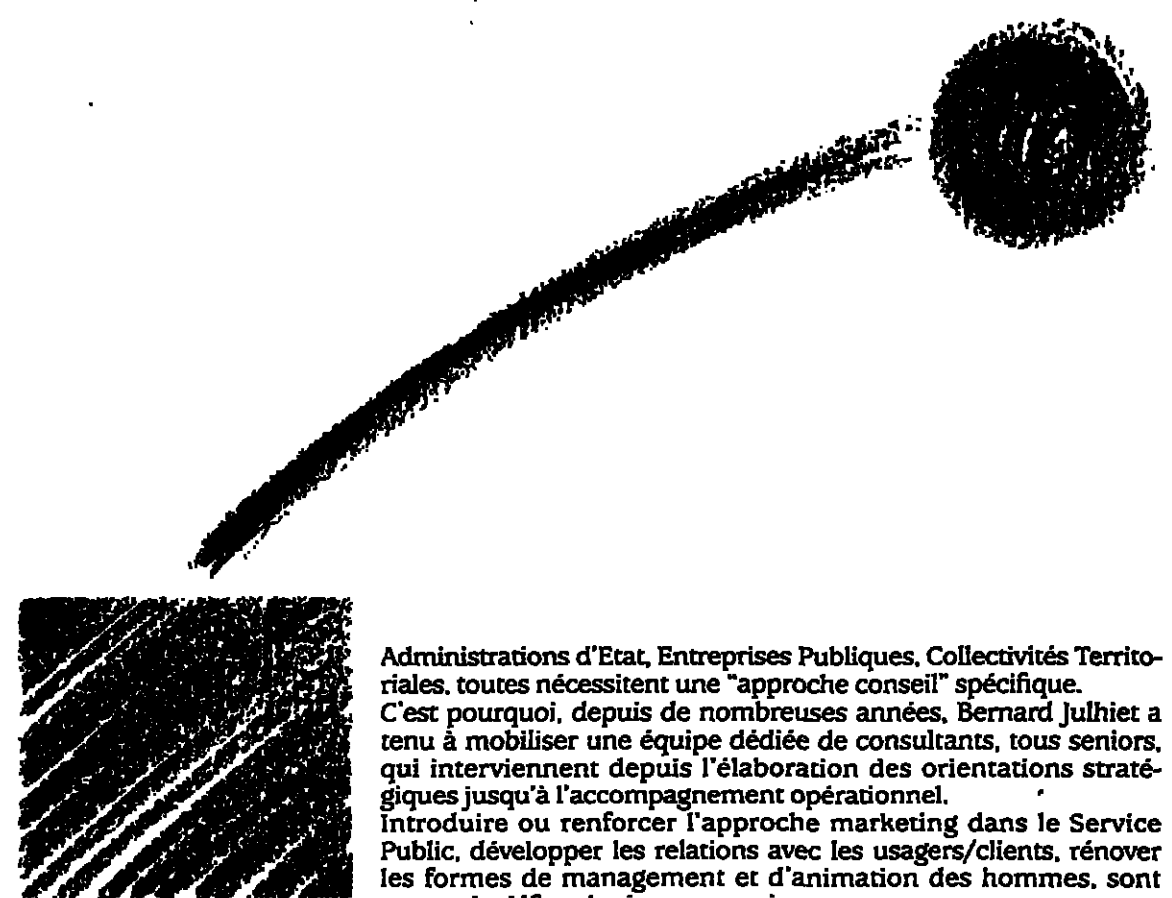 Administrations d'Etat, Entreprises Publiques, Collectivités Territo-
riales, toutes nécessitent une "approche conseil" spécifique.
C'est pourquoi, depuis de nombreuses années, Bernard Julhiet a
tenu à mobiliser une équipe dédiée de consultants, tous seniors,
qui interviennent depuis l'élaboration des orientations straté-
giques jusqu'à l'accompagnement opérationnel.
Introduire ou renforcer l'approche marketing dans le Service
Public, développer les relations avec les usagers/clients, rénover
les formes de management et d'animation des hommes, sont